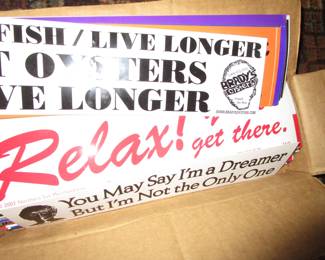 FISH/LIVE LONGER
T OYSTERS
VE LONGER
BRADY'S
OYSTERS
Relax!
get there.
You May Say I'm a Dreamer
But I'm Not the Only One